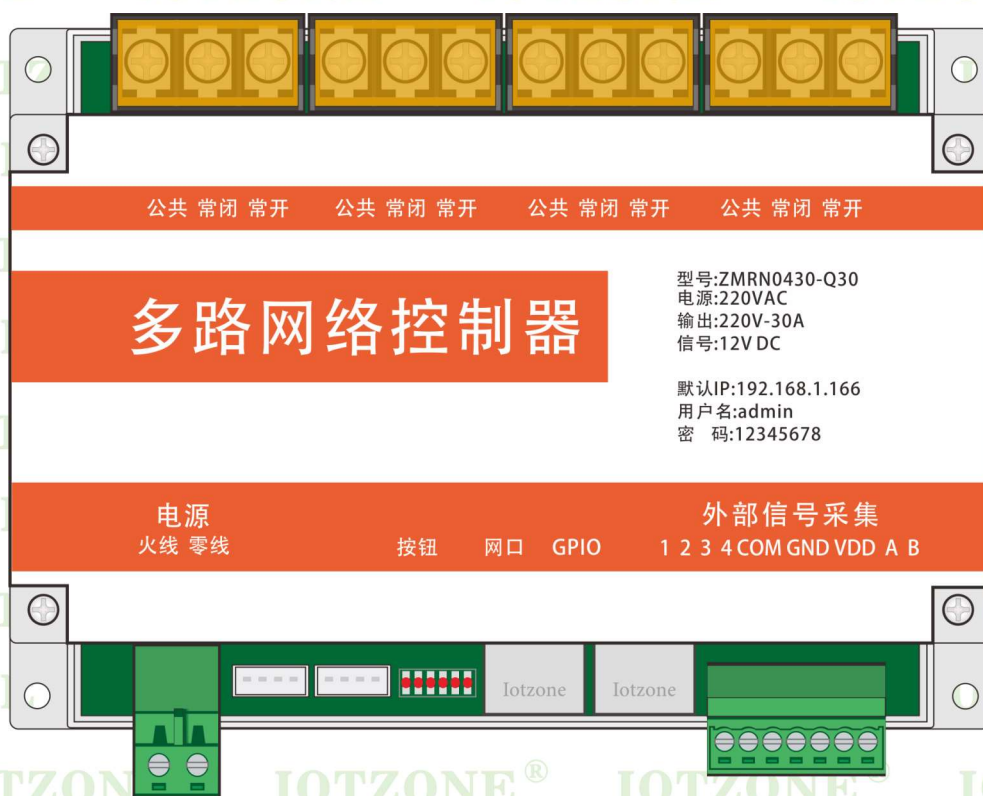 公共 常闭 常开 公共 常闭 常开 公共 常闭 常开 公共 常闭 常开
多路网络控制器
型号:ZMRN0430-Q30
电源:220VAC
输出:220V-30A
信号:12V DC
默认IP:192.168.1.166
用户名:admin
密 码:12345678
电源
火线 零线
按钮 网口 GPIO
外部信号采集
1 2 3 4 COM GND VDD A B
Iotzone Iotzone
IOTZONE® IOTZONE®